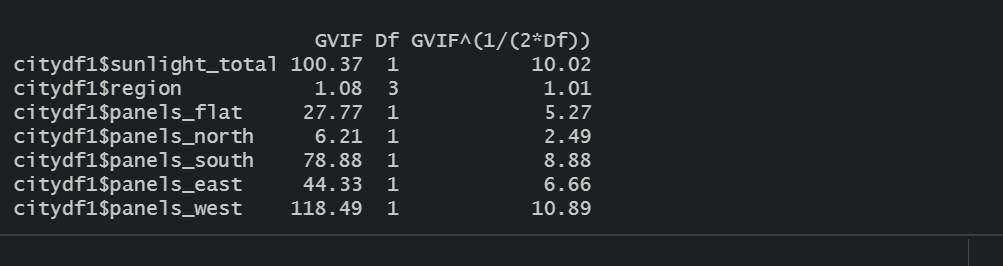 GVIF Df GVIF^(1/(2*Df))
citydf1$sunlight_total 100.37 1 10.02
citydf1$region 1.08 3 1.01
citydf1$panels_flat 27.77 1 5.27
citydf1$panels_north 6.21 1 2.49
citydf1$panels_south 78.88 1 8.88
citydf1$panels_east 44.33 1 6.66
citydf1$panels_west 118.49 1 10.89